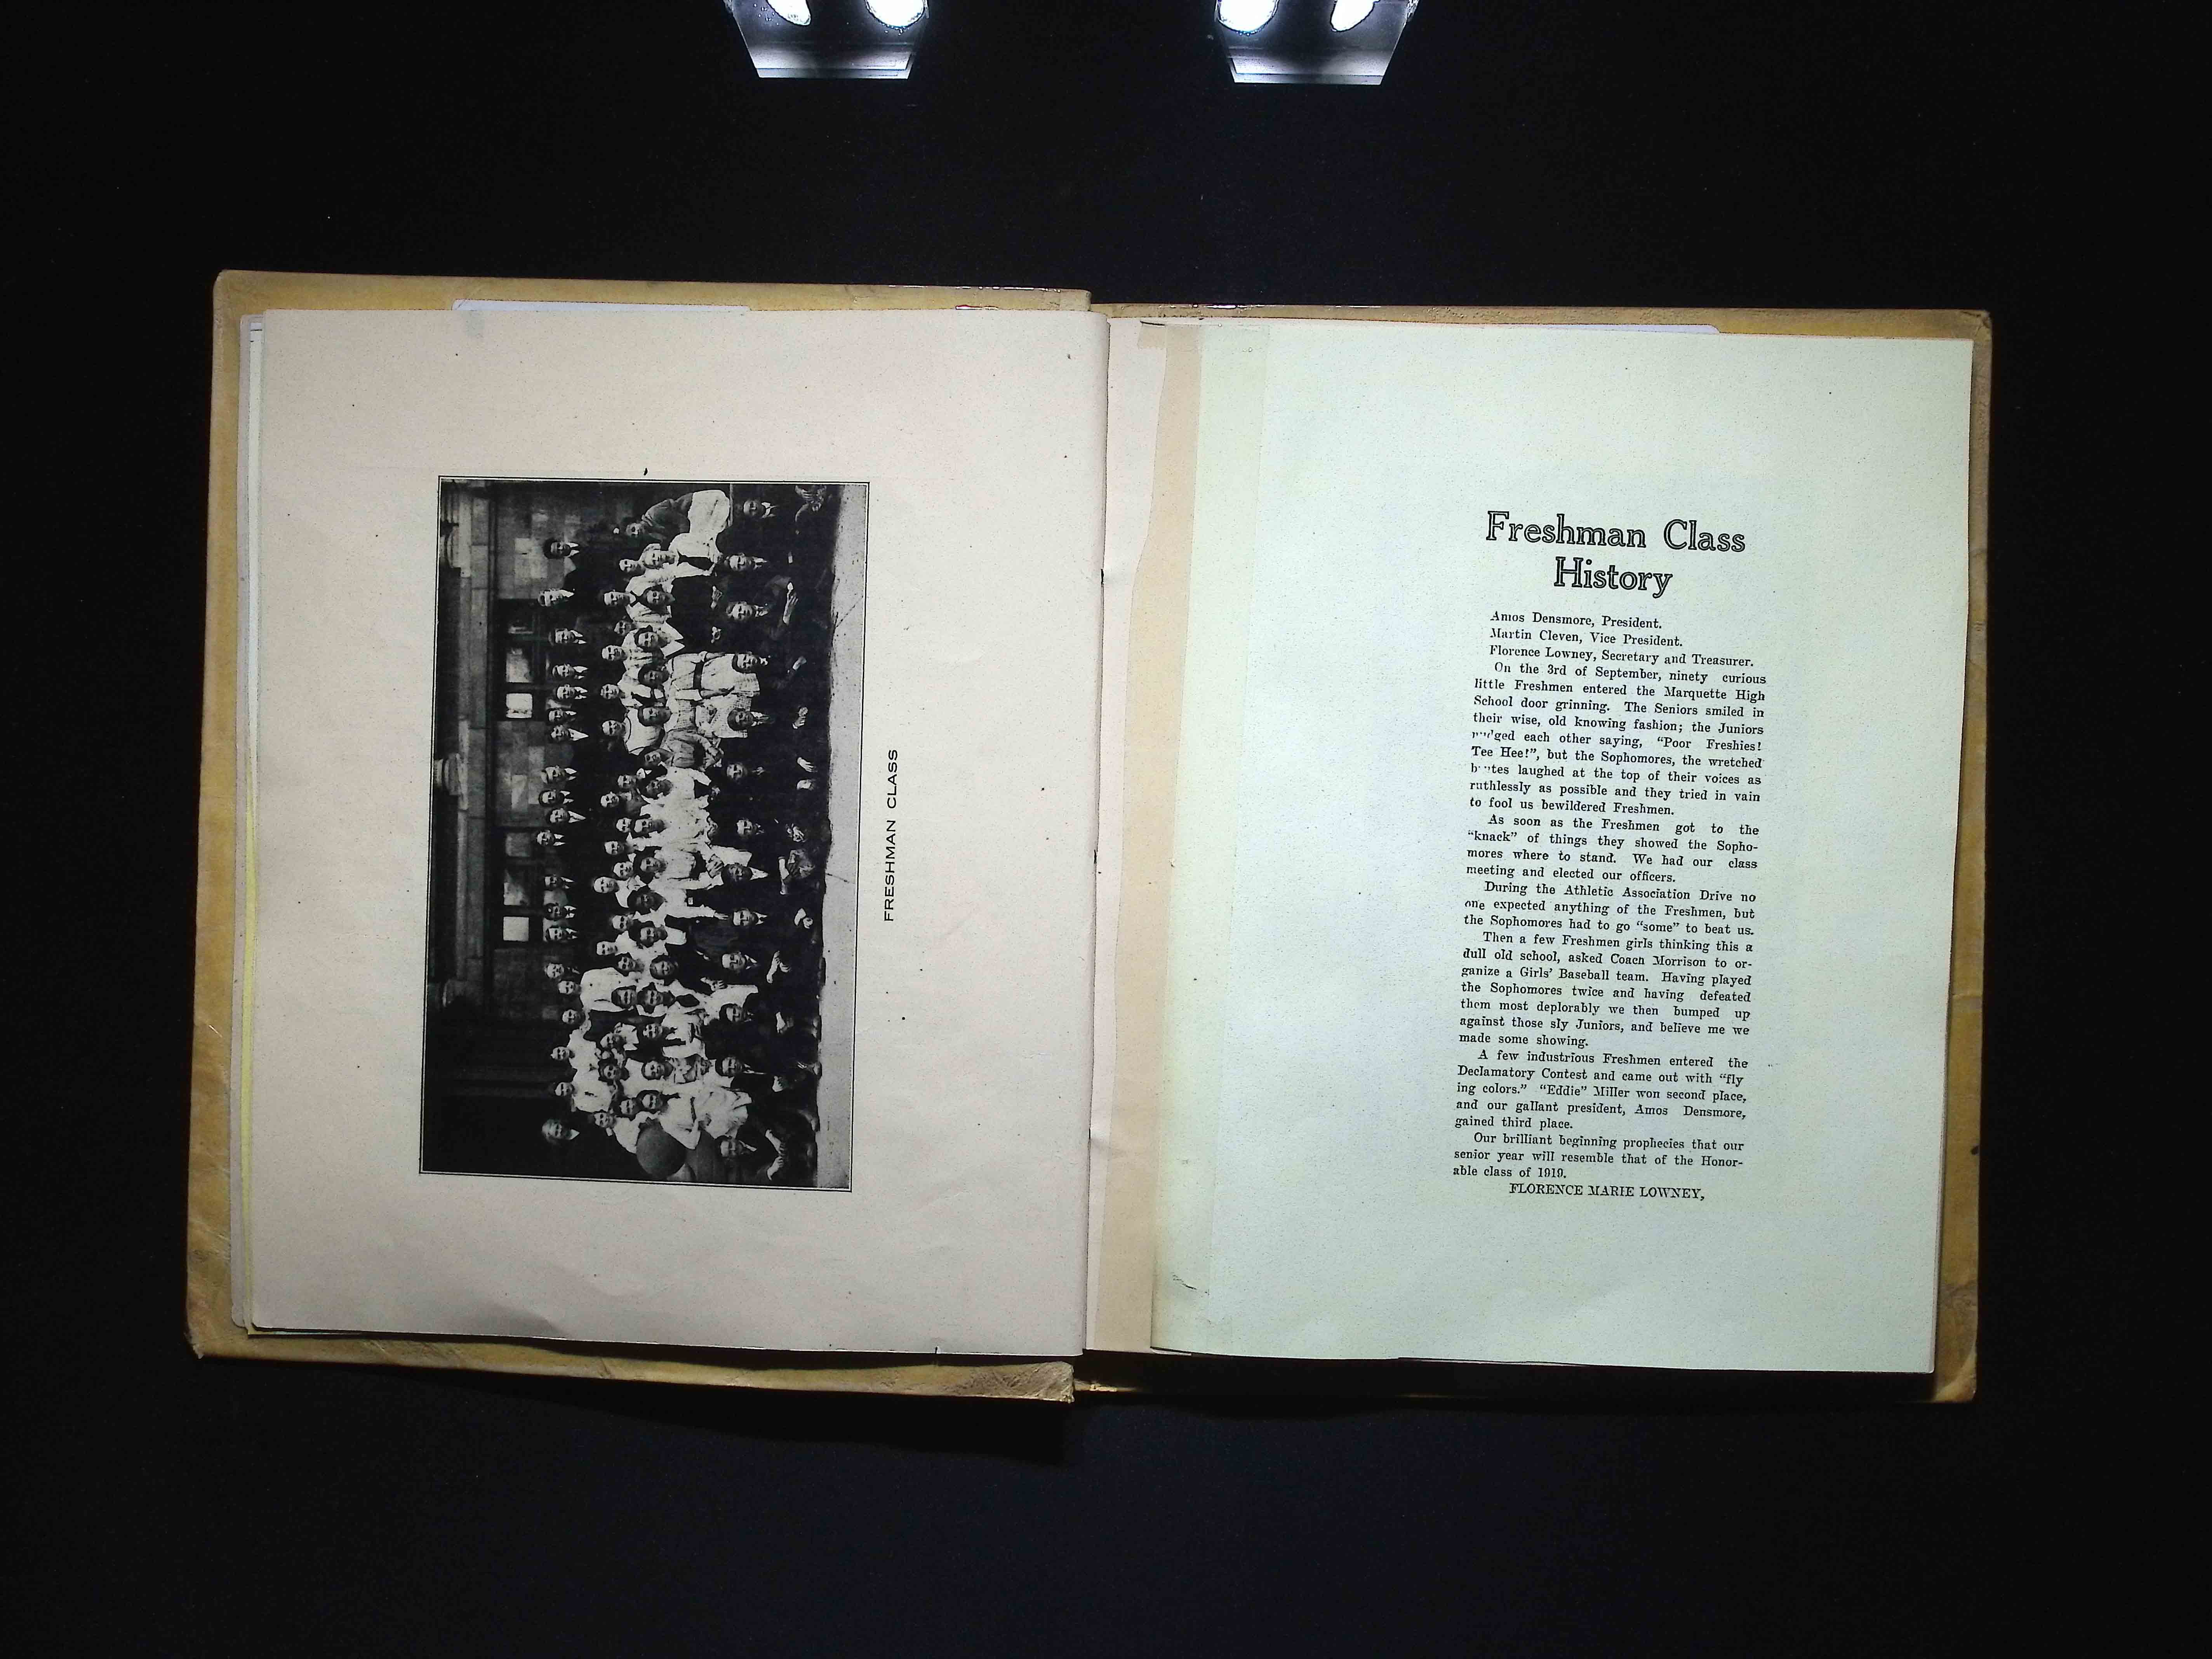 FRESHMAN CLASS
Freshman Class
History
Amos Densmore, President.
Martin Cleven, Vice President.
Florence Lowney, Secretary and Treasurer.
On the 3rd of September, ninety curious
little Freshmen entered the Marquette High
School door grinning. The Seniors smiled in
their wise, old knowing fashion; the Juniors
each other saying, "Poor Freshies!
Tee Hee!", but the Sophomores, the wretched
laughed at the top of their voices as
ruthlessly as possible and they tried in vain
to fool us bewildered Freshmen.
As soon as the Freshmen got to the
"knack" of things they showed the Sopho-
mores where to stand. We had our class
meeting and elected our officers.
During the Athletic Association Drive no
one expected anything of the Freshmen, but
the Sophomores had to go "some" to beat us.
Then a few Freshmen girls thinking this a
dull old school, asked Coach Morrison to or-
ganize a Girls' Baseball team. Having played
the Sophomores twice and having defeated
them most deplorably we then bumped up
against those sly Juniors, and believe me we
made some showing.
A few industrious Freshmen entered the
Declamatory Contest and came out with "fly
ing colors." "Eddie" Miller won second place,
and our gallant president, Amos Densmore,
gained third place.
Our brilliant beginning prophecies that our
senior year will resemble that of the Honor-
able class of 1919.
FLORENCE MARIE LOWNEY,